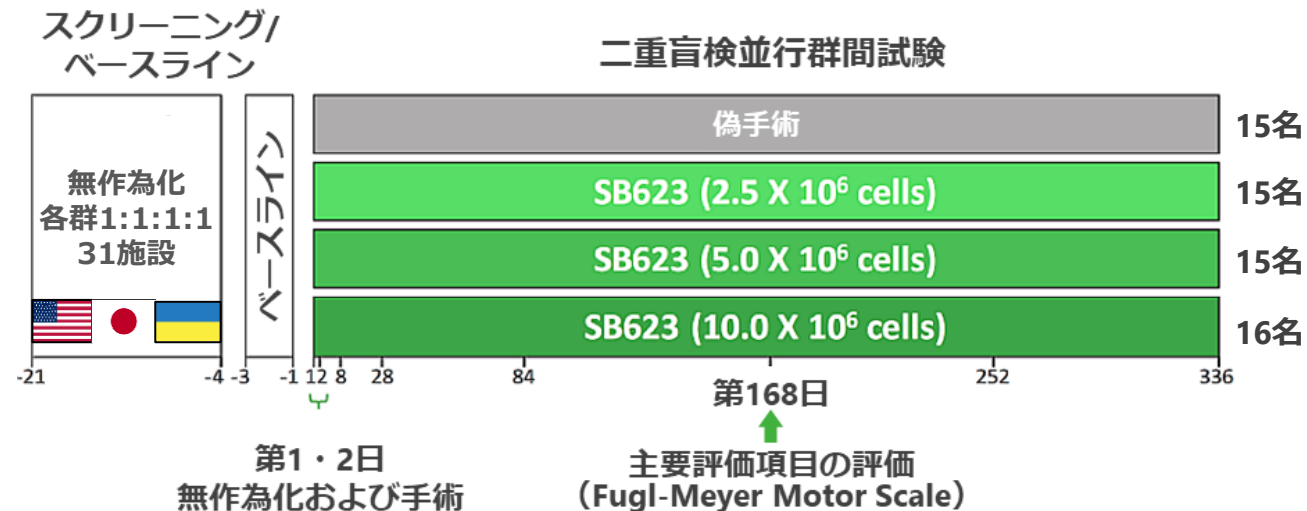 スクリーニング/
ベースライン
二重盲検並行群間試験
無作為化
各群1:1:1:1
31施設
ベースライン
偽手術
15名
SB623 (2.5 X 10⁶ cells)
15名
SB623 (5.0 X 10⁶ cells)
15名
SB623 (10.0 X 10⁶ cells)
16名
-21 -4 -3 -1 1 2 8 28 84 252 336
第168日
第1・2日
無作為化および手術
主要評価項目の評価
（Fugl-Meyer Motor Scale）